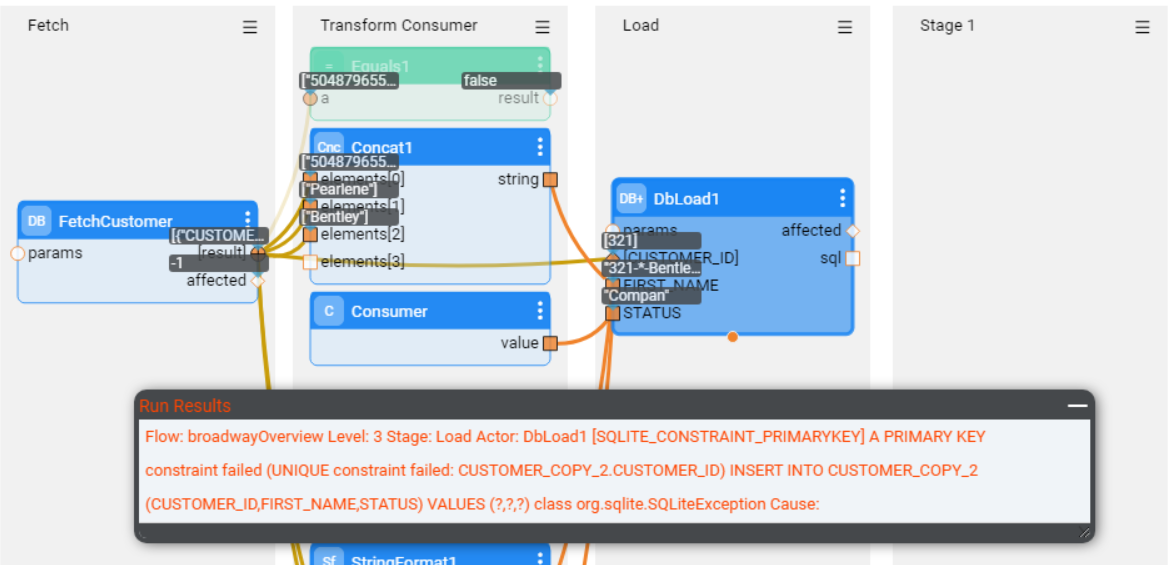 Fetch
Transform Consumer
Load
Stage 1
= Equals1
["504879655...
false
a
result
Cnc Concat1
["504879655...
elements[0]
string
["Pearlene"]
elements[1]
["Bentley"]
elements[2]
elements[3]
DB FetchCustomer
[{"CUSTOME...
params
[result]
-1
affected
DB+ DbLoad1
params
affected
[321]
[CUSTOMER_ID]
sql
"321-*-Bentle...
FIRST_NAME
"Compan"
STATUS
C Consumer
value
Run Results
Flow: broadwayOverview Level: 3 Stage: Load Actor: DbLoad1 [SQLITE_CONSTRAINT_PRIMARYKEY] A PRIMARY KEY
constraint failed (UNIQUE constraint failed: CUSTOMER_COPY_2.CUSTOMER_ID) INSERT INTO CUSTOMER_COPY_2
(CUSTOMER_ID,FIRST_NAME,STATUS) VALUES (?,?,?) class org.sqlite.SQLiteException Cause:
Sf StringFormat1